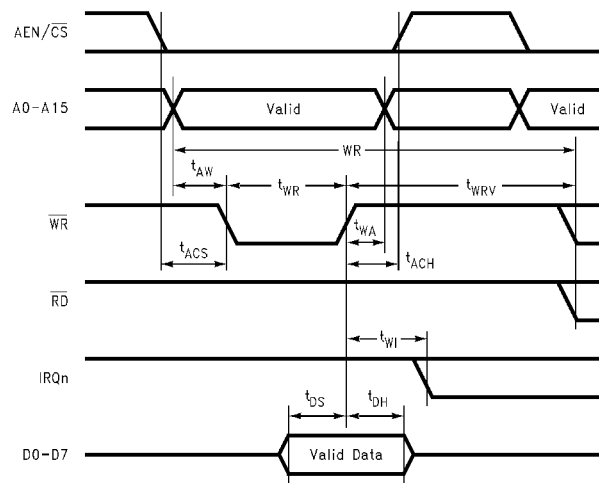 AEN/CS
A0-A15
Valid
Valid
WR
tAW
tWR
tWRV
WR
tWA
tACS
tACH
RD
tWI
IRQn
tDS
tDH
D0-D7
Valid Data